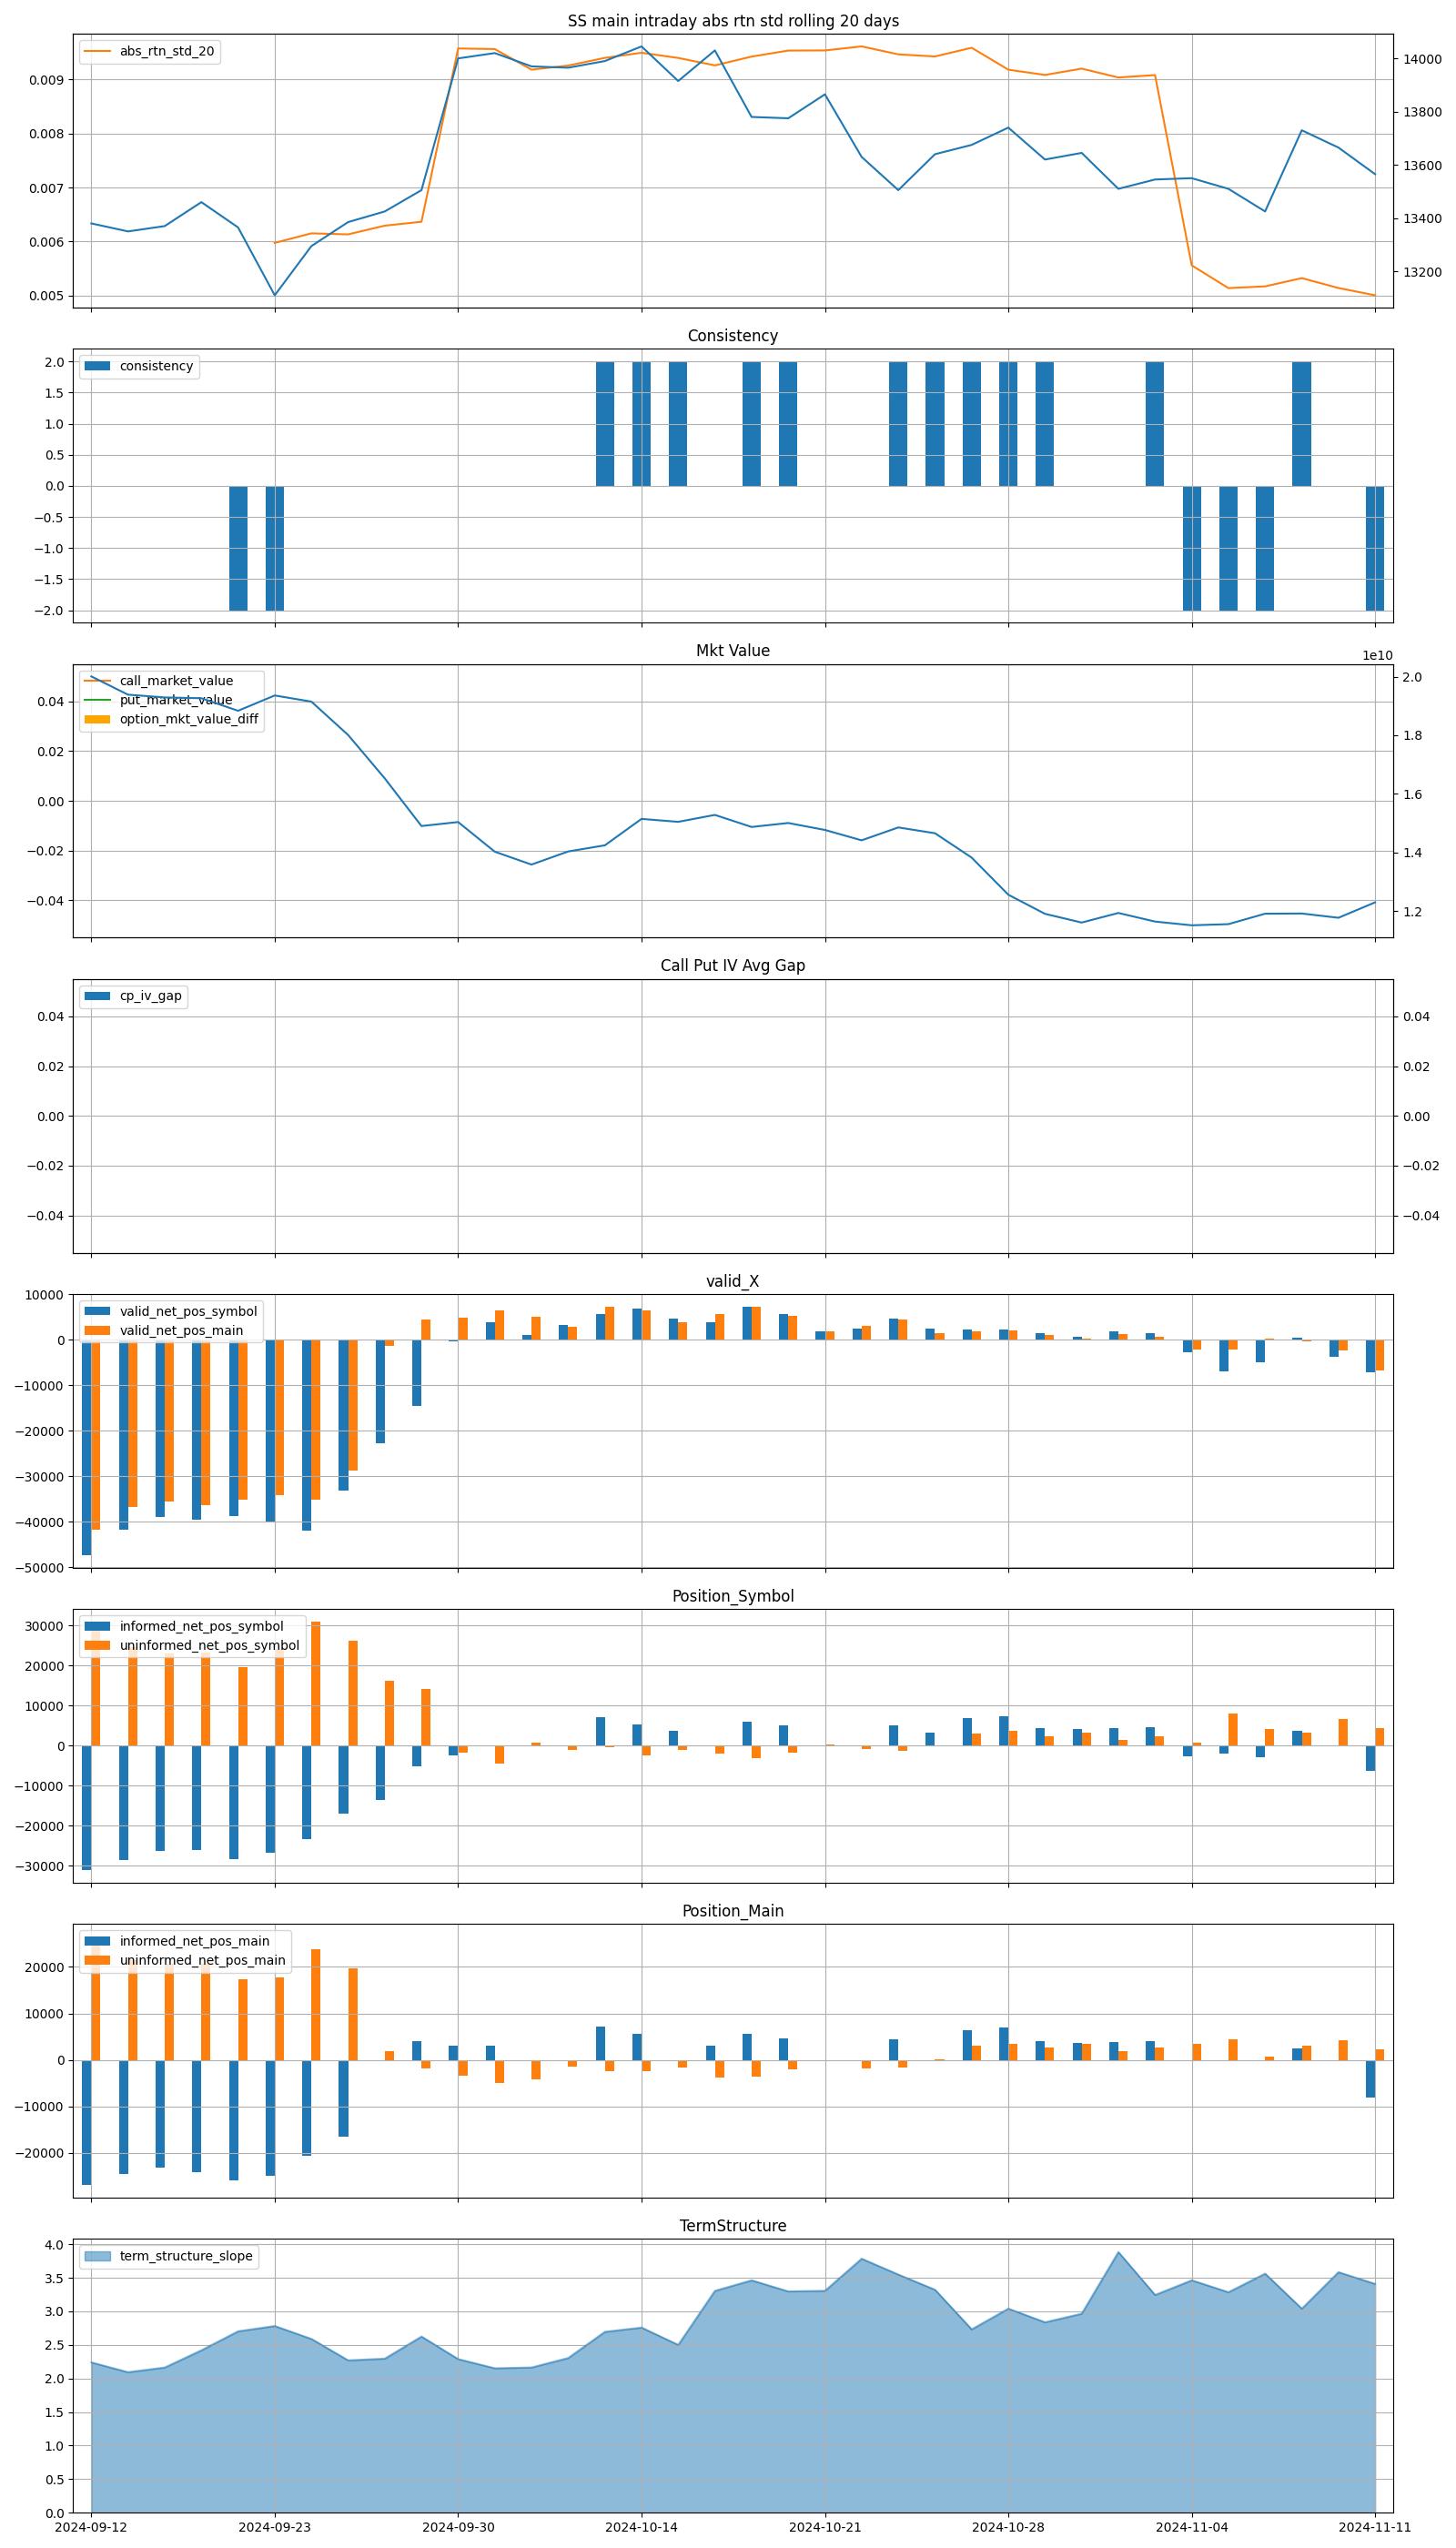 SS main intraday abs rtn std rolling 20 days
abs_rtn_std_20
0.009
0.008
0.007
0.006
0.005
14000
13800
13600
13400
13200
Consistency
consistency
2.0
1.5
1.0
0.5
0.0
−0.5
−1.0
−1.5
−2.0
Mkt Value
1e10
call_market_value
put_market_value
option_mkt_value_diff
0.04
0.02
0.00
−0.02
−0.04
2.0
1.8
1.6
1.4
1.2
Call Put IV Avg Gap
cp_iv_gap
0.04
0.02
0.00
−0.02
−0.04
0.04
0.02
0.00
−0.02
−0.04
valid_X
valid_net_pos_symbol
valid_net_pos_main
10000
0
−10000
−20000
−30000
−40000
−50000
Position_Symbol
informed_net_pos_symbol
uninformed_net_pos_symbol
30000
20000
10000
0
−10000
−20000
−30000
Position_Main
informed_net_pos_main
uninformed_net_pos_main
20000
10000
0
−10000
−20000
TermStructure
term_structure_slope
4.0
3.5
3.0
2.5
2.0
1.5
1.0
0.5
0.0
2024-09-12 2024-09-23 2024-09-30 2024-10-14 2024-10-21 2024-10-28 2024-11-04 2024-11-11